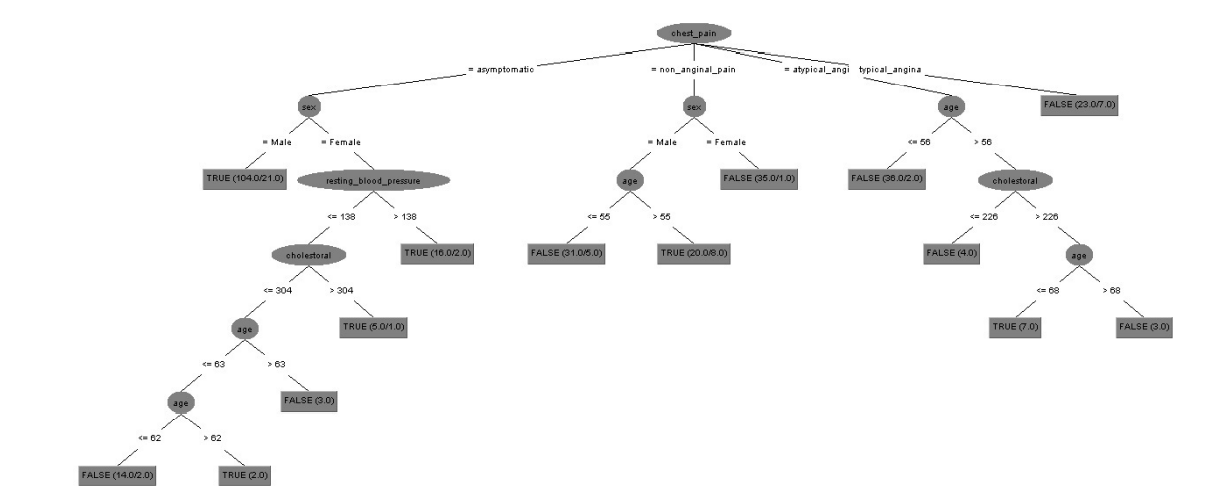 chest_pain
= asymptomatic = non_anginal_pain = atypical_angi typical_angina
sex sex age FALSE (23.0/7.0)
= Male = Female = Male = Female <= 56 > 56
TRUE (104.0/21.0) resting_blood_pressure age FALSE (35.0/1.0) FALSE (36.0/2.0) cholestoral
<= 138 > 138 <= 55 > 55 <= 226 > 226
cholestoral TRUE (16.0/2.0) FALSE (31.0/5.0) TRUE (20.0/8.0) FALSE (4.0) age
<= 304 > 304 <= 68 > 68
age TRUE (5.0/1.0) TRUE (7.0) FALSE (3.0)
<= 63 > 63
age FALSE (3.0)
<= 62 > 62
FALSE (14.0/2.0) TRUE (2.0)